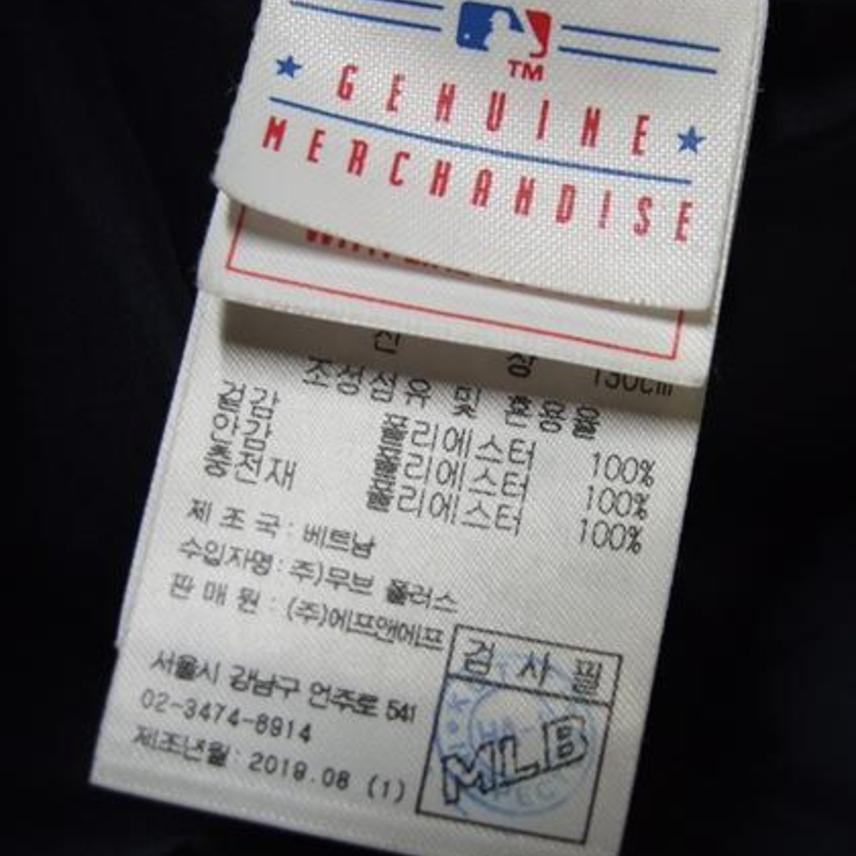 TM
GENUINE
MERCHANDISE
신 장 130cm
조성섬유 및 혼용율
겉감 폴리에스터 100%
안감 폴리에스터 100%
충전재 폴리에스터 100%
제 조 국 : 베트남
수입자명 : 주)무브 플러스
판 매 원 : (주)에프앤에프
서울시 강남구 언주로 541
02-3474-8914
제조년월 : 2018.08 (1)
검 사 필
MLB